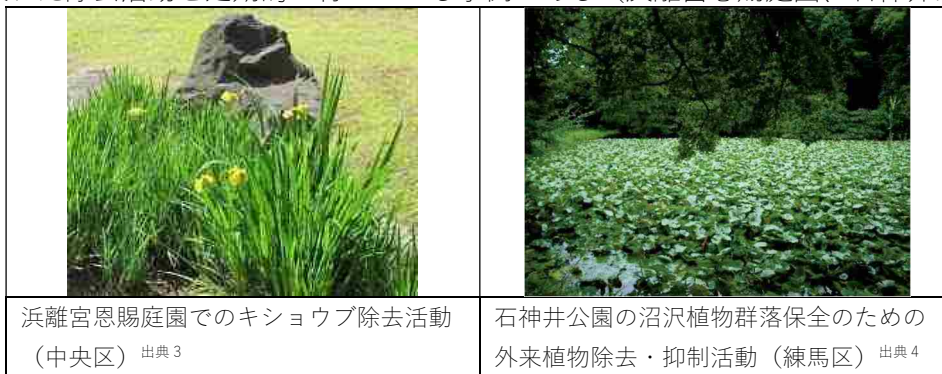 浜離宮恩賜庭園でのキショウブ除去活動
（中央区）出典3
石神井公園の沼沢植物群落保全のための
外来植物除去・抑制活動（練馬区）出典4